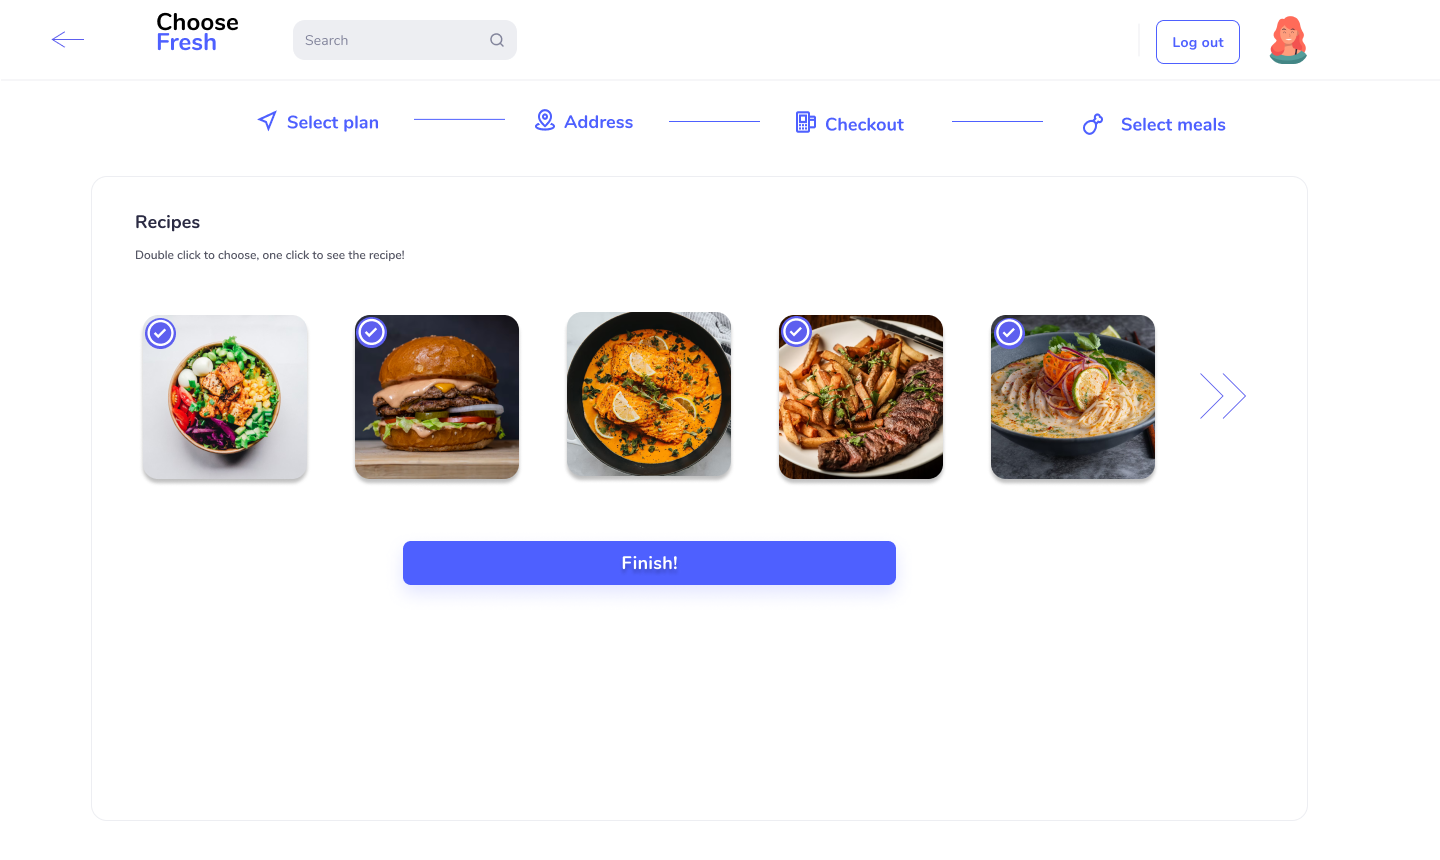 Choose
Fresh
Search
Log out
Select plan
Address
Checkout
Select meals
Recipes
Double click to choose, one click to see the recipe!
Finish!